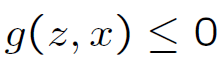 g(z, x) ≤ 0